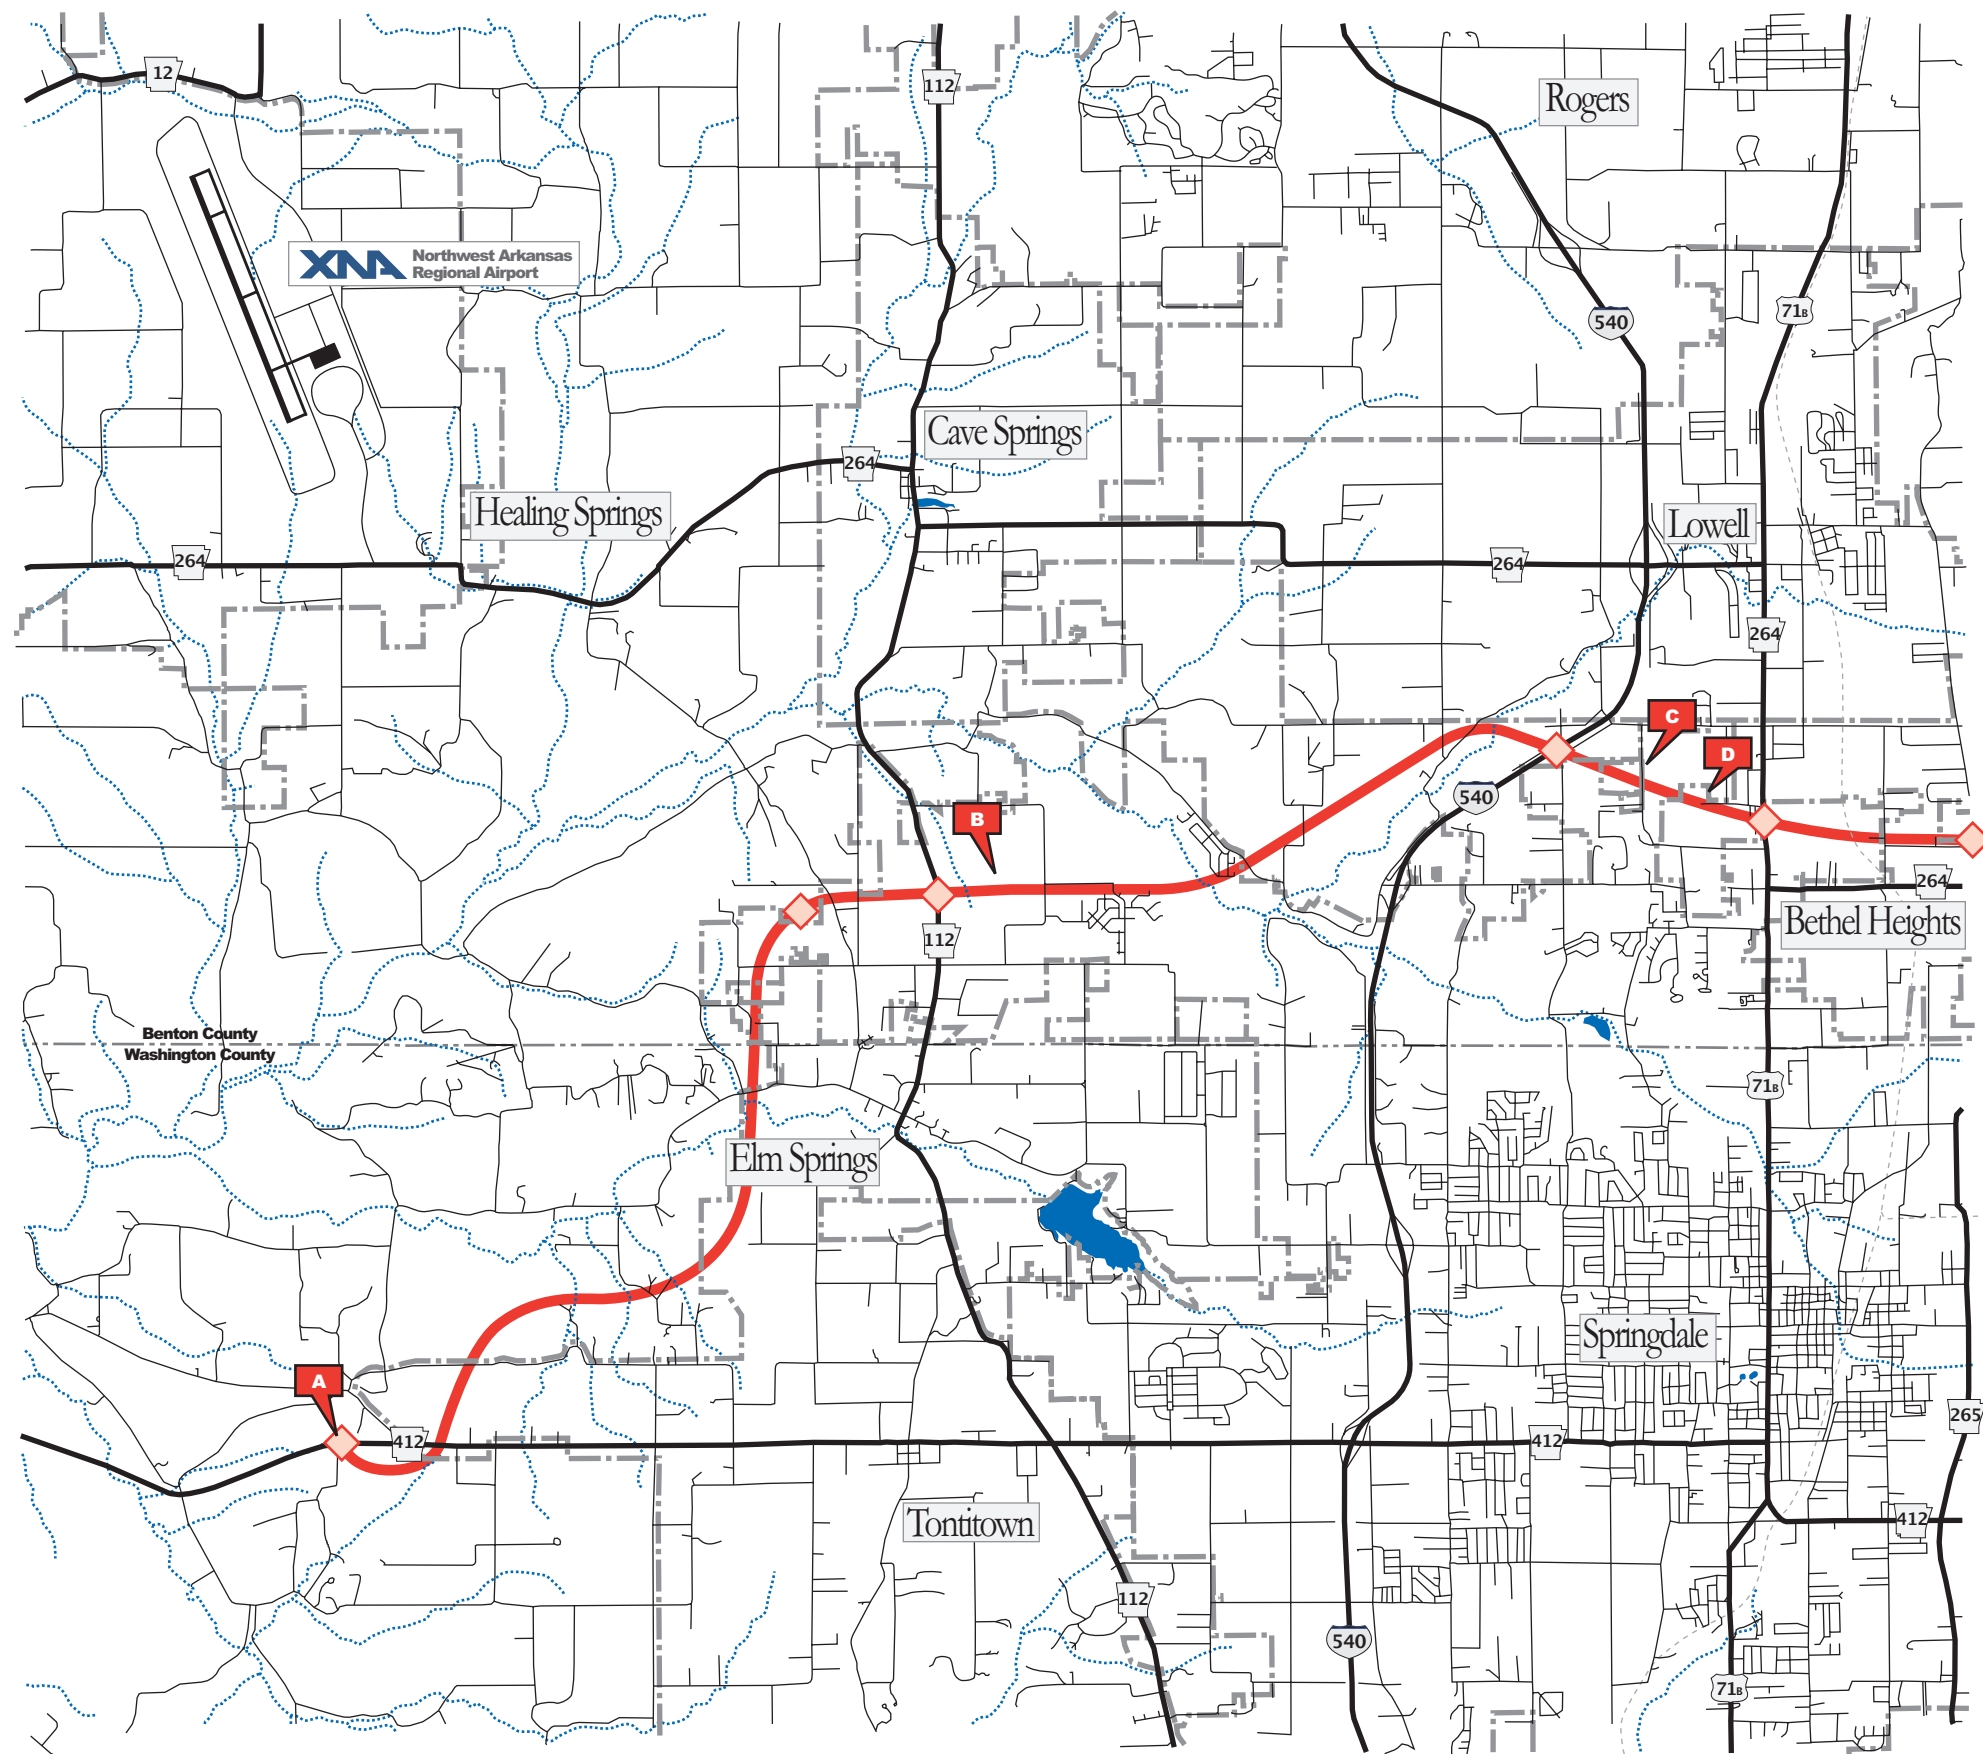 12
112
Rogers
XNA Northwest Arkansas
Regional Airport
540
71B
Cave Springs
264
Healing Springs
Lowell
264
264
264
C
D
540
B
264
Bethel Heights
112
Benton County
Washington County
71B
Elm Springs
Springdale
A
412
265
412
Tontitown
412
112
540
71B